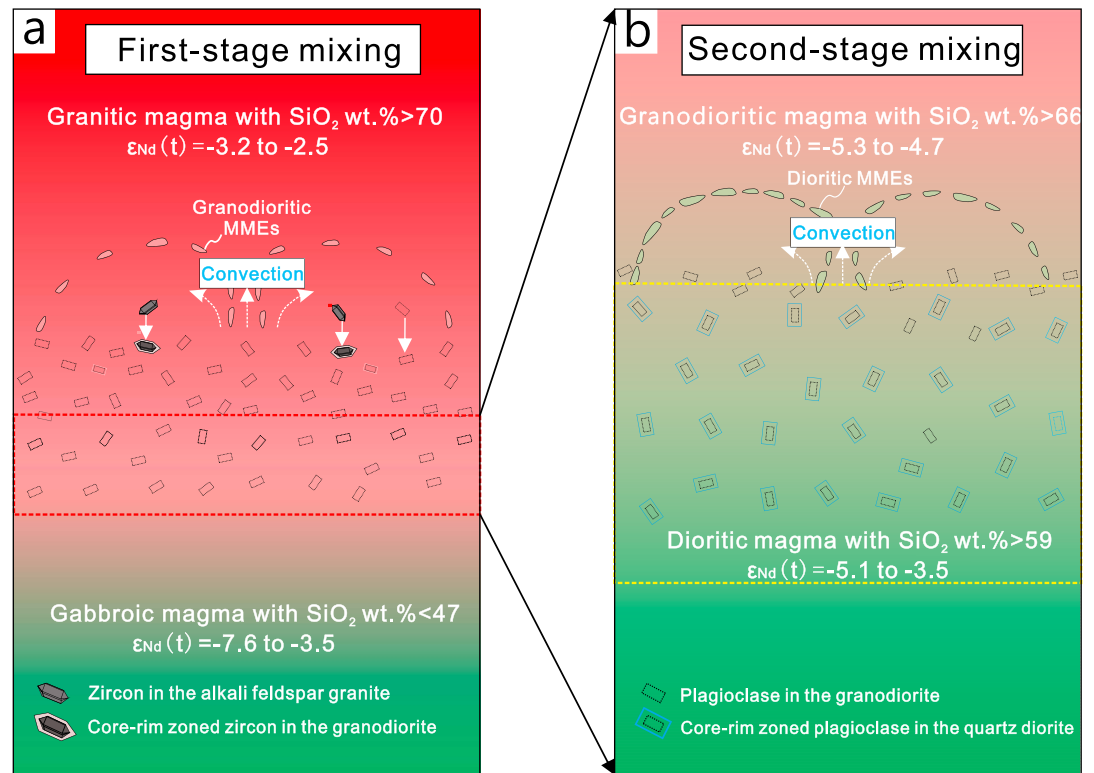 a
First-stage mixing
Granitic magma with SiO₂ wt.%>70
εNd (t) =-3.2 to -2.5
Granodioritic
MMEs
Convection
Gabbroic magma with SiO₂ wt.%<47
εNd (t) =-7.6 to -3.5
Zircon in the alkali feldspar granite
Core-rim zoned zircon in the granodiorite
b
Second-stage mixing
Granodioritic magma with SiO₂ wt.%>66
εNd (t) =-5.3 to -4.7
Dioritic MMEs
Convection
Dioritic magma with SiO₂ wt.%>59
εNd (t) =-5.1 to -3.5
Plagioclase in the granodiorite
Core-rim zoned plagioclase in the quartz diorite